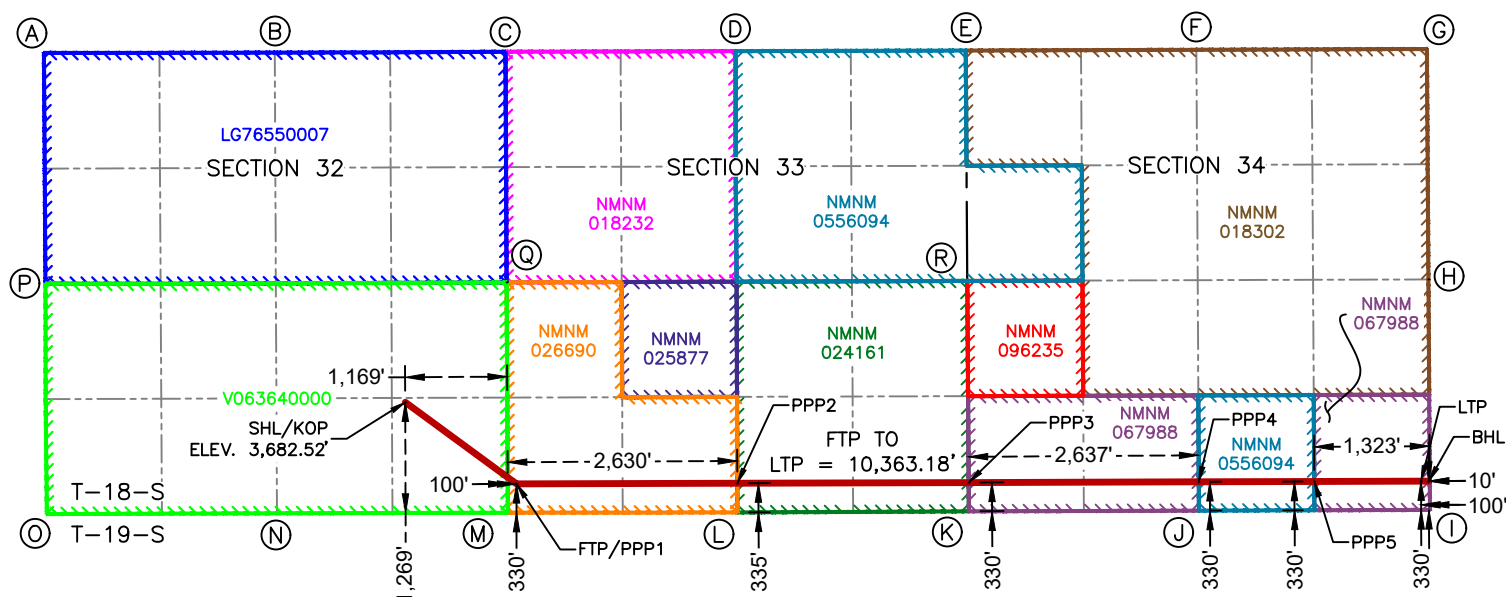 A
B
C
D
E
F
G
LG76550007
SECTION 32
SECTION 33
SECTION 34
NMNM
018232
NMNM
0556094
NMNM
018302
P
Q
R
H
NMNM
067988
NMNM
026690
NMNM
025877
NMNM
024161
NMNM
096235
1,169'
V063640000
SHL/KOP
ELEV. 3,682.52'
PPP2
FTP TO
LTP = 10,363.18'
PPP3
NMNM
067988
PPP4
NMNM
0556094
1,323'
LTP
BHL
2,630'
2,637'
100'
10'
100'
T-18-S
T-19-S
O
N
M
L
K
J
I
FTP/PPP1
PPP5
,269'
330'
335'
330'
330'
330'
330'